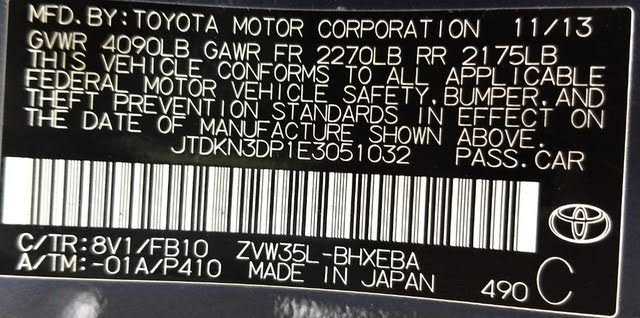 MFD.BY:TOYOTA MOTOR CORPORATION 11/13
GVWR 4090LB GAWR FR 2270LB RR 2175LB
THIS VEHICLE CONFORMS TO ALL APPLICABLE
FEDERAL MOTOR VEHICLE SAFETY,BUMPER,AND
THEFT PREVENTION STANDARDS IN EFFECT ON
THE DATE OF MANUFACTURE SHOWN ABOVE.
JTDKN3DP1E3051032 PASS.CAR
C/TR:8V1/FB10 ZVW35L-BHXEBA
A/TM:-01A/P410 MADE IN JAPAN 490 C